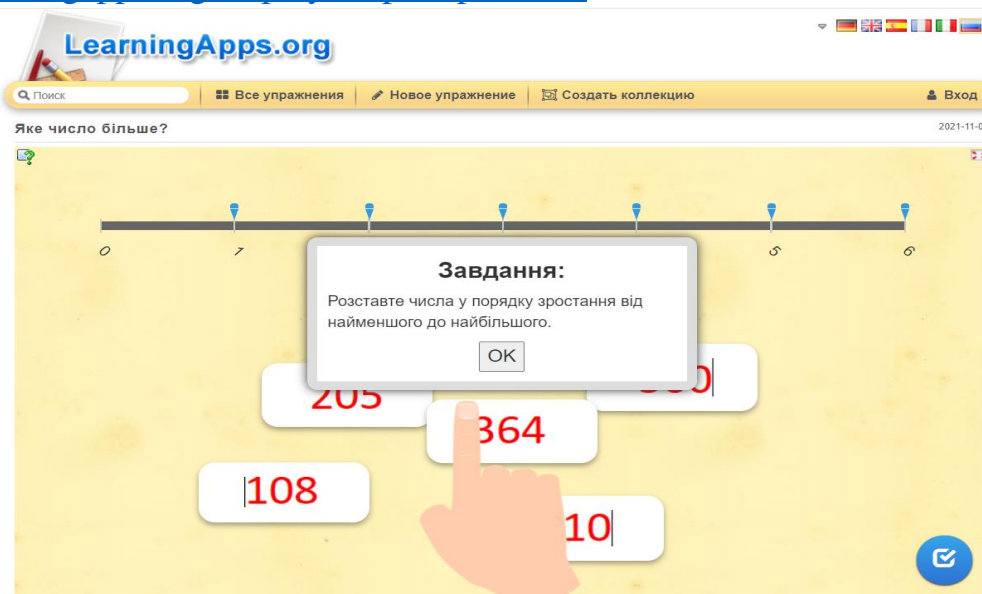 LearningApps.org
Поиск
Все упражнения
Новое упражнение
Создать коллекцию
Вход
Яке число більше?
0 1 5 6
Завдання:
Розставте числа у порядку зростання від
найменшого до найбільшого.
OK
205
364
108
10